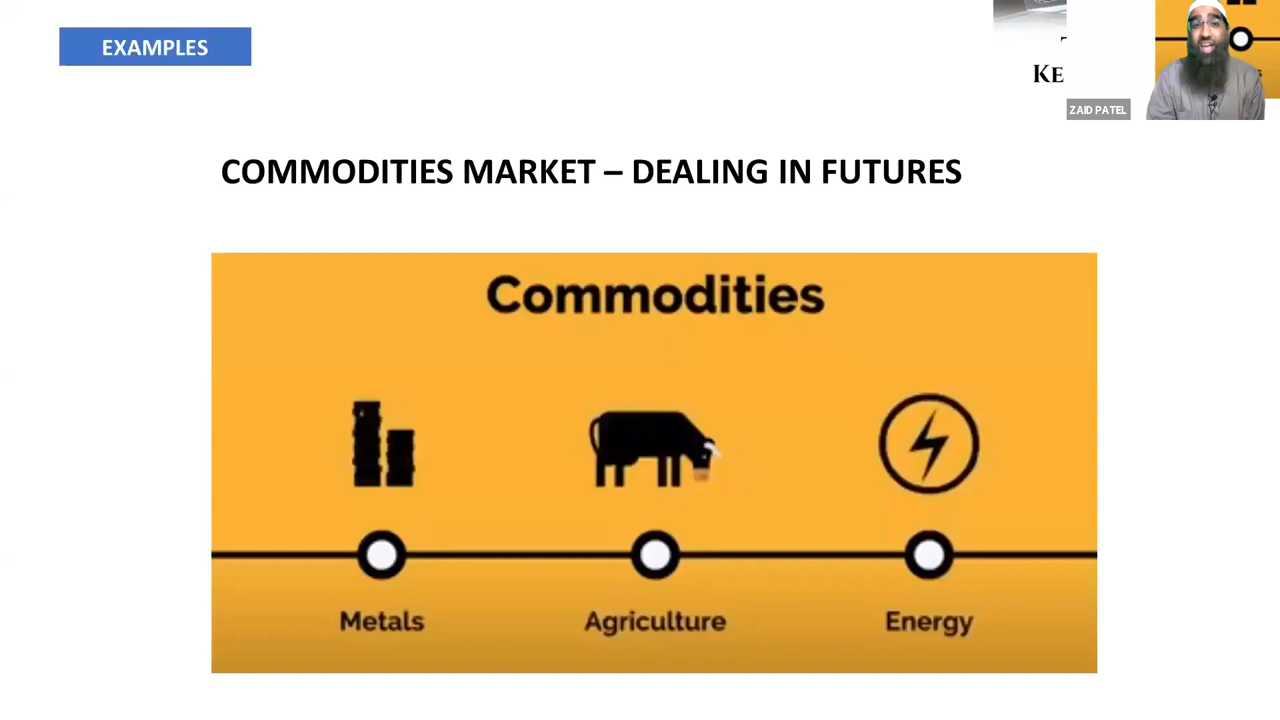 EXAMPLES
KE
ZAID PATEL
COMMODITIES MARKET – DEALING IN FUTURES
Commodities
Metals
Agriculture
Energy